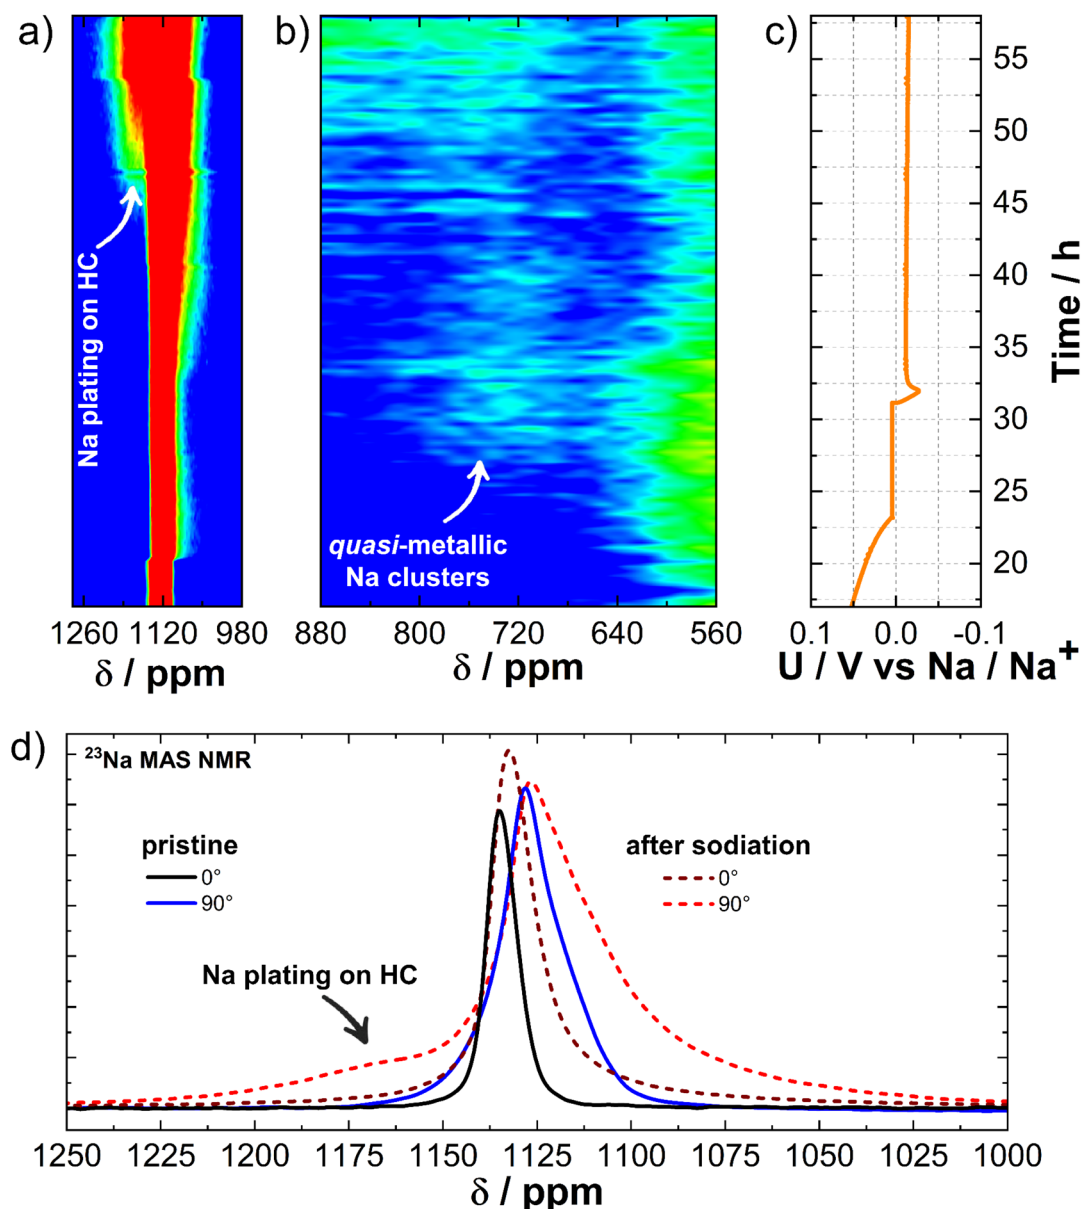 a)
b)
c)
Na plating on HC
quasi-metallic
Na clusters
55
50
45
40
35
30
25
20
Time / h
1260 1120 980
δ / ppm
880 800 720 640 560
δ / ppm
0.1 0.0 -0.1
U / V vs Na / Na⁺
d)
²³Na MAS NMR
pristine
0°
90°
after sodiation
0°
90°
Na plating on HC
1250 1225 1200 1175 1150 1125 1100 1075 1050 1025 1000
δ / ppm